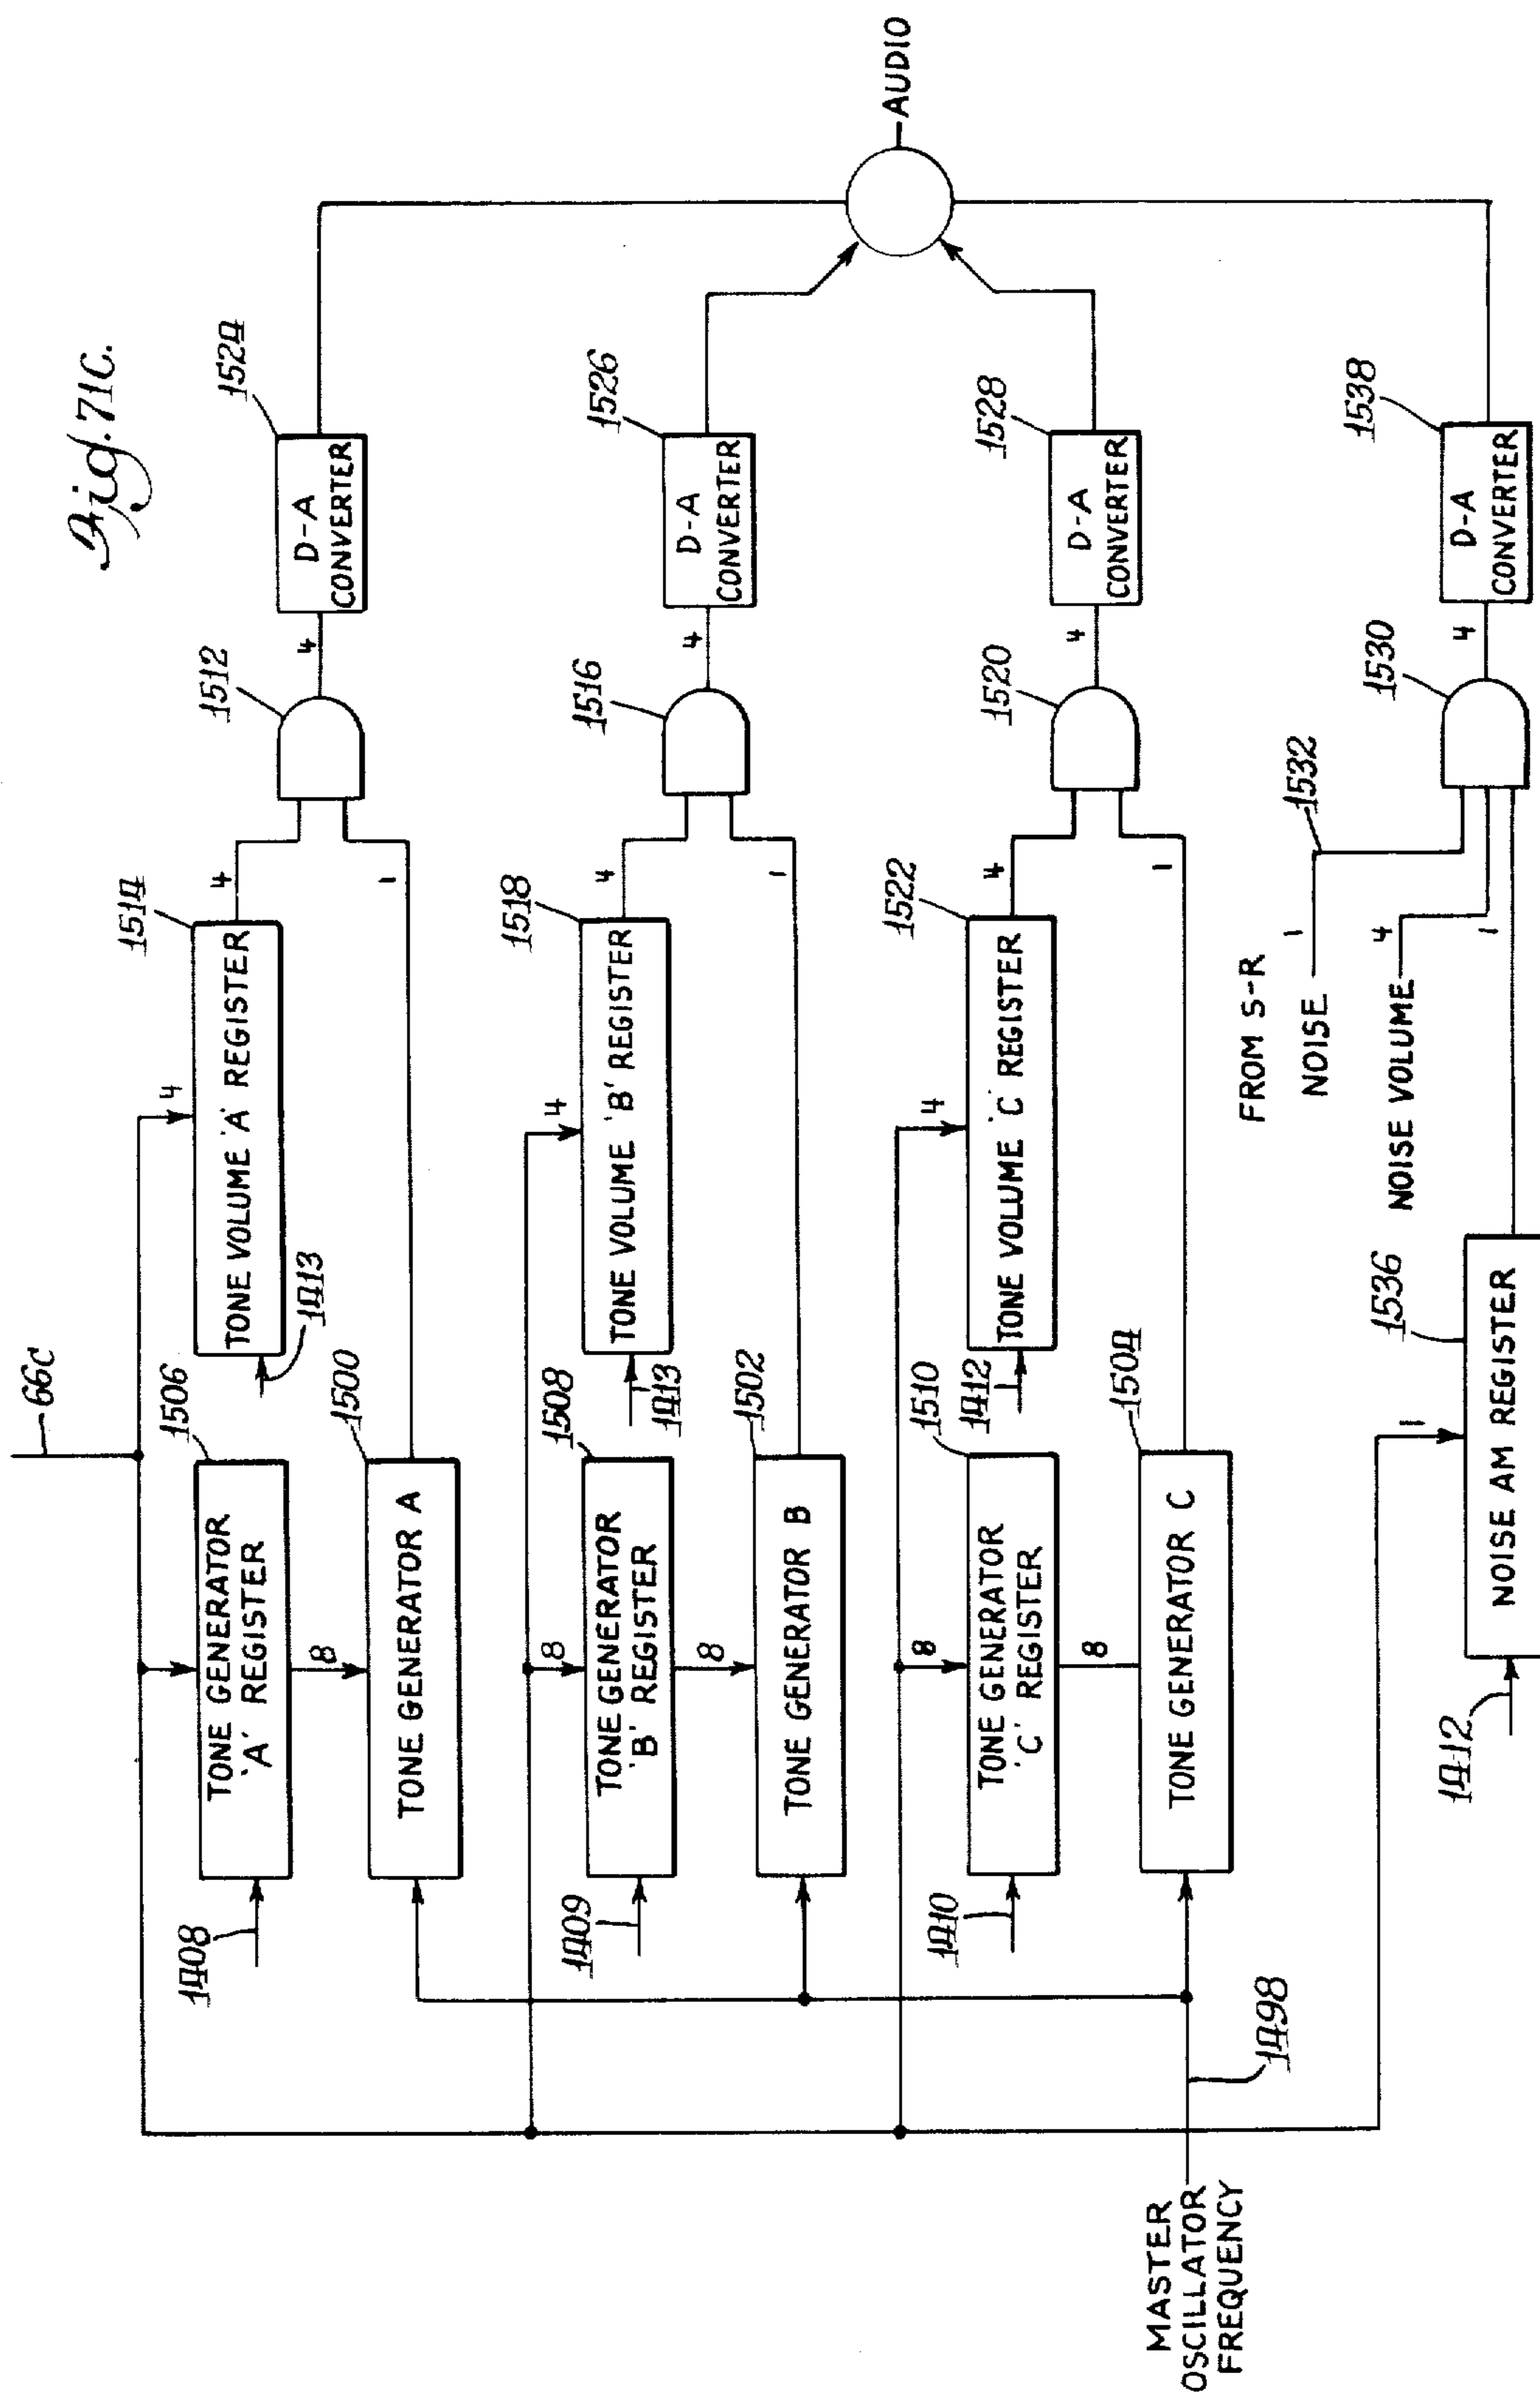 Fig. 71C.
66C
1506
TONE GENERATOR
'A' REGISTER
1408
8
1500
TONE GENERATOR A
4
1514
TONE VOLUME 'A' REGISTER
1413
4
1
1512
4
1524
D-A
CONVERTER
8
1508
TONE GENERATOR
'B' REGISTER
1409
8
1502
TONE GENERATOR B
4
1518
TONE VOLUME 'B' REGISTER
1413
4
1
1516
4
1526
D-A
CONVERTER
AUDIO
8
1510
TONE GENERATOR
'C' REGISTER
1410
8
1504
TONE GENERATOR C
4
1522
TONE VOLUME 'C' REGISTER
1412
4
1
1520
4
1528
D-A
CONVERTER
MASTER
OSCILLATOR
FREQUENCY
1498
FROM S-R
NOISE
1
1532
NOISE VOLUME
4
1
1530
4
1538
D-A
CONVERTER
1
1536
NOISE AM REGISTER
1412